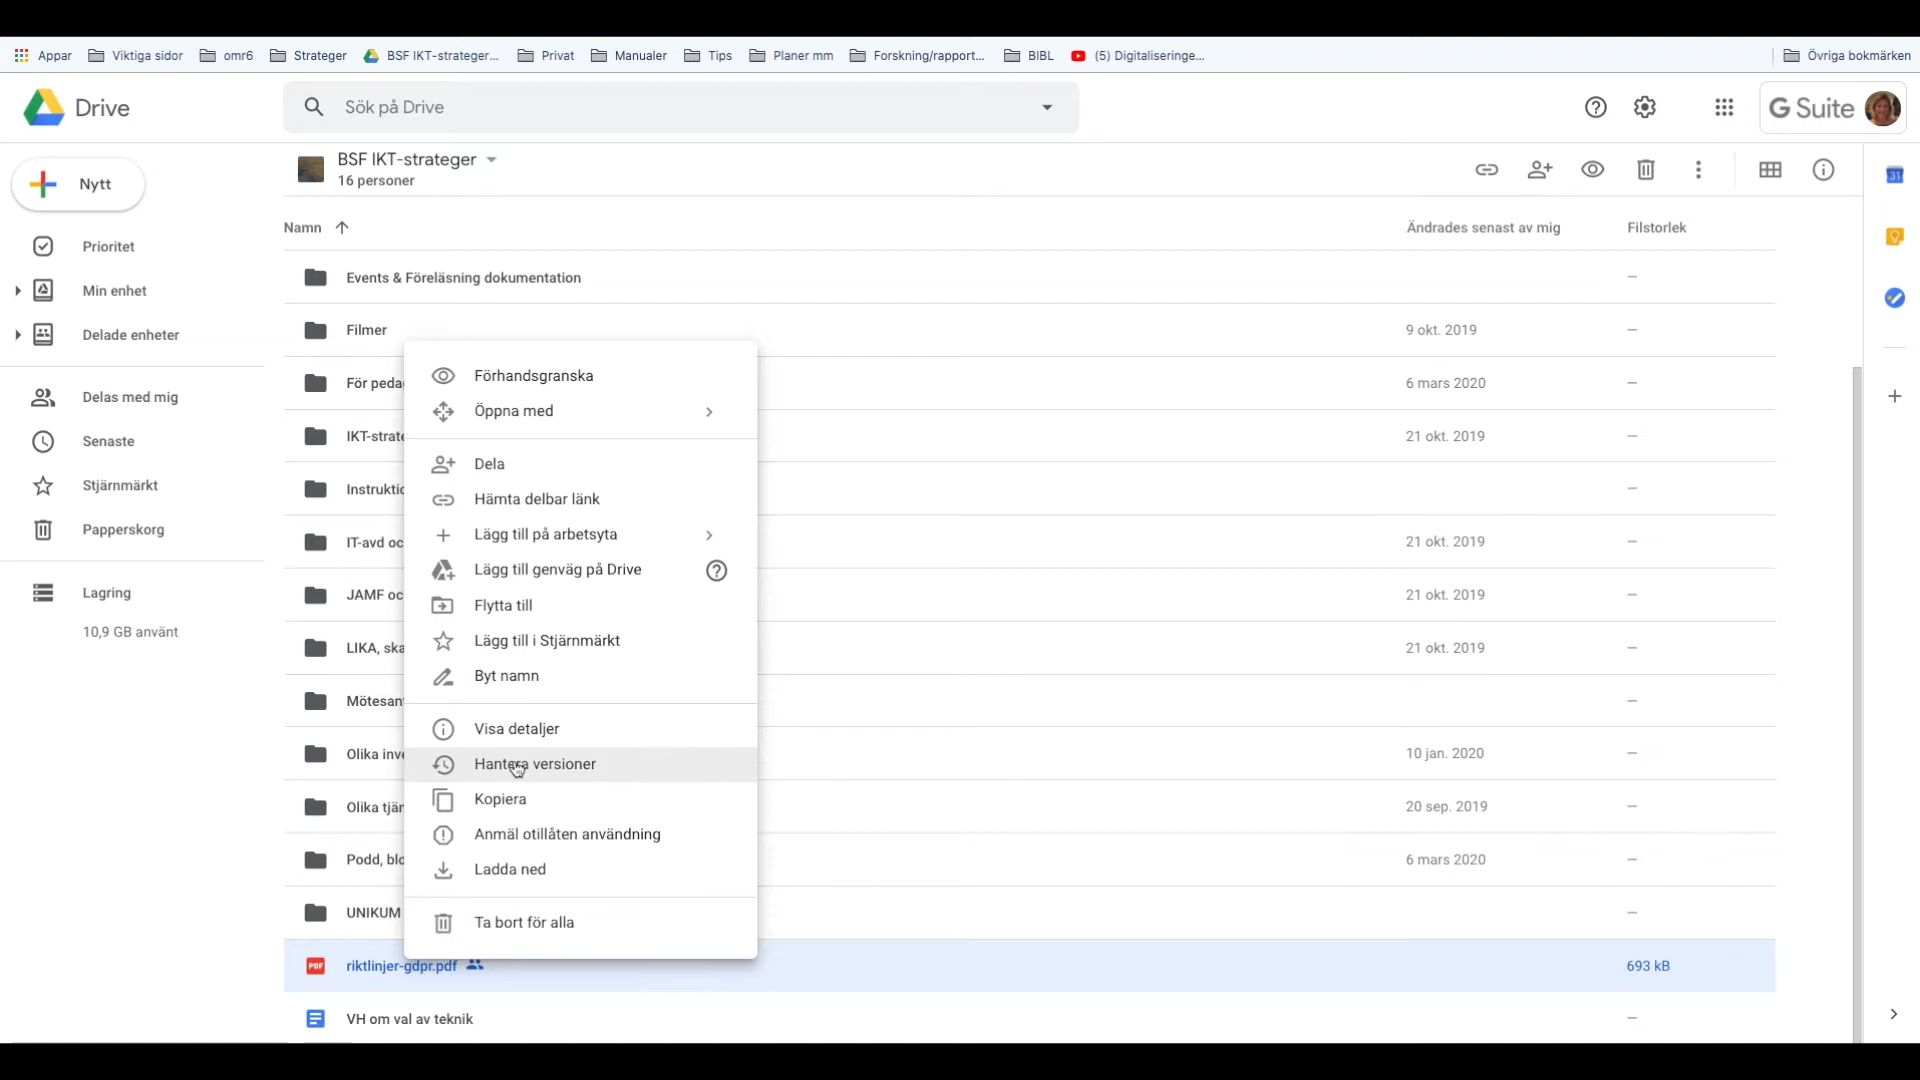 Appar Viktiga sidor omr6 Strateger BSF IKT-strateger... Privat Manualer Tips Planer mm Forskning/rapport... BIBL (5) Digitaliseringe... Övriga bokmärken
Drive Sök på Drive G Suite
BSF IKT-strateger
16 personer
Nytt
Namn Ändrades senast av mig Filstorlek
Prioritet
Min enhet
Delade enheter
Delas med mig
Senaste
Stjärnmärkt
Papperskorg
Lagring
10,9 GB använt
Events & Föreläsning dokumentation –
Filmer 9 okt. 2019 –
För peda 6 mars 2020 –
IKT-strate 21 okt. 2019 –
Instruktio –
IT-avd oc 21 okt. 2019 –
JAMF oc 21 okt. 2019 –
LIKA, ska 21 okt. 2019 –
Mötesan –
Olika inve 10 jan. 2020 –
Olika tjän 20 sep. 2019 –
Podd, blo 6 mars 2020 –
UNIKUM –
PDF riktlinjer-gdpr.pdf 693 kB
VH om val av teknik –
Förhandsgranska
Öppna med
Dela
Hämta delbar länk
Lägg till på arbetsyta
Lägg till genväg på Drive
Flytta till
Lägg till i Stjärnmärkt
Byt namn
Visa detaljer
Hantera versioner
Kopiera
Anmäl otillåten användning
Ladda ned
Ta bort för alla
31